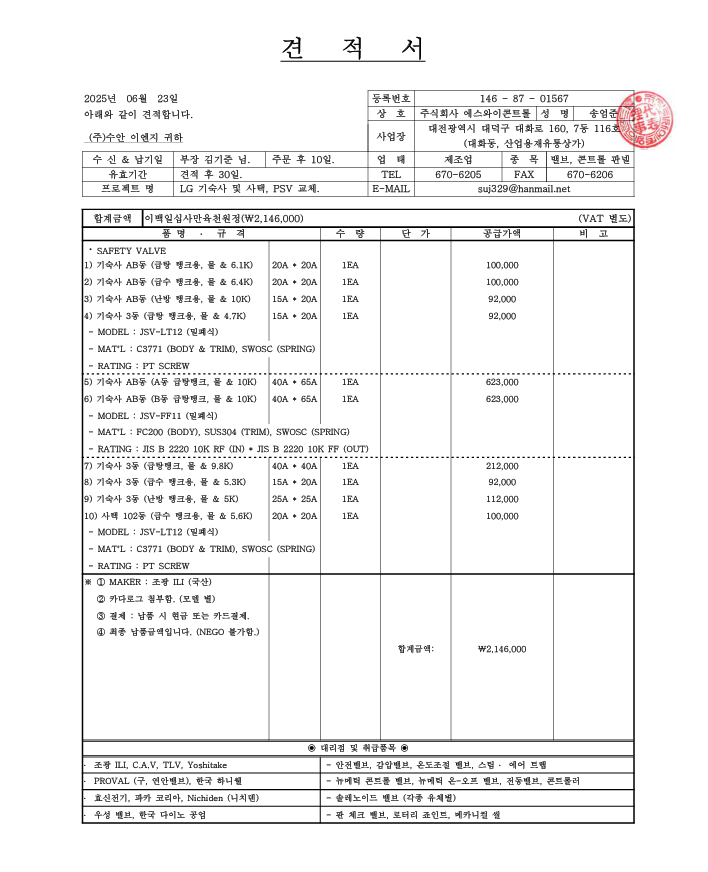 견 적 서
2025년 06월 23일
아래와 같이 견적합니다.
(주)수안 이엔지 귀하
등록번호 146 - 87 - 01567
상 호 주식회사 에스와이콘트롤 성 명 송엄준
사업장 대전광역시 대덕구 대화로 160, 7동 116호
(대화동, 산업용재유통상가)
수 신 & 납기일 부장 김기준 님. 주문 후 10일. 업 태 제조업 종 목 밸브, 콘트롤 판넬
유효기간 견적 후 30일. TEL 670-6205 FAX 670-6206
프로젝트 명 LG 기숙사 및 사택, PSV 교체. E-MAIL suj329@hanmail.net
합계금액 이백일십사만육천원정(₩2,146,000) (VAT 별도)
품 명 · 규 격 수 량 단 가 공급가액 비 고
* SAFETY VALVE
1) 기숙사 AB동 (급탕 탱크용, 물 & 6.1K) 20A * 20A 1EA 100,000
2) 기숙사 AB동 (급수 탱크용, 물 & 6.4K) 20A * 20A 1EA 100,000
3) 기숙사 AB동 (난방 탱크용, 물 & 10K) 15A * 20A 1EA 92,000
4) 기숙사 3동 (급탕 탱크용, 물 & 4.7K) 15A * 20A 1EA 92,000
- MODEL : JSV-LT12 (밀폐식)
- MAT'L : C3771 (BODY & TRIM), SWOSC (SPRING)
- RATING : PT SCREW
5) 기숙사 AB동 (A동 급탕탱크, 물 & 10K) 40A * 65A 1EA 623,000
6) 기숙사 AB동 (B동 급탕탱크, 물 & 10K) 40A * 65A 1EA 623,000
- MODEL : JSV-FF11 (밀폐식)
- MAT'L : FC200 (BODY), SUS304 (TRIM), SWOSC (SPRING)
- RATING : JIS B 2220 10K RF (IN) * JIS B 2220 10K FF (OUT)
7) 기숙사 3동 (급탕탱크, 물 & 9.8K) 40A * 40A 1EA 212,000
8) 기숙사 3동 (급수 탱크용, 물 & 5.3K) 15A * 20A 1EA 92,000
9) 기숙사 3동 (난방 탱크용, 물 & 5K) 25A * 25A 1EA 112,000
10) 사택 102동 (급수 탱크용, 물 & 5.6K) 20A * 20A 1EA 100,000
- MODEL : JSV-LT12 (밀폐식)
- MAT'L : C3771 (BODY & TRIM), SWOSC (SPRING)
- RATING : PT SCREW
※ ① MAKER : 조광 ILI (국산)
② 카다로그 첨부함. (모델 별)
③ 결제 : 납품 시 현금 또는 카드결제.
④ 최종 납품금액입니다. (NEGO 불가함.)
합계금액: ₩2,146,000
◉ 대리점 및 취급품목 ◉
- 조광 ILI, C.A.V, TLV, Yoshitake - 안전밸브, 감압밸브, 온도조절 밸브, 스팀 · 에어 트랩
- PROVAL (구, 연안밸브), 한국 하니웰 - 뉴메틱 콘트롤 밸브, 뉴메틱 온-오프 밸브, 전동밸브, 콘트롤러
- 효신전기, 파카 코리아, Nichiden (니치덴) - 솔레노이드 밸브 (각종 유체별)
- 우성 밸브, 한국 다이노 공업 - 판 체크 밸브, 로터리 죠인트, 메카니컬 씰